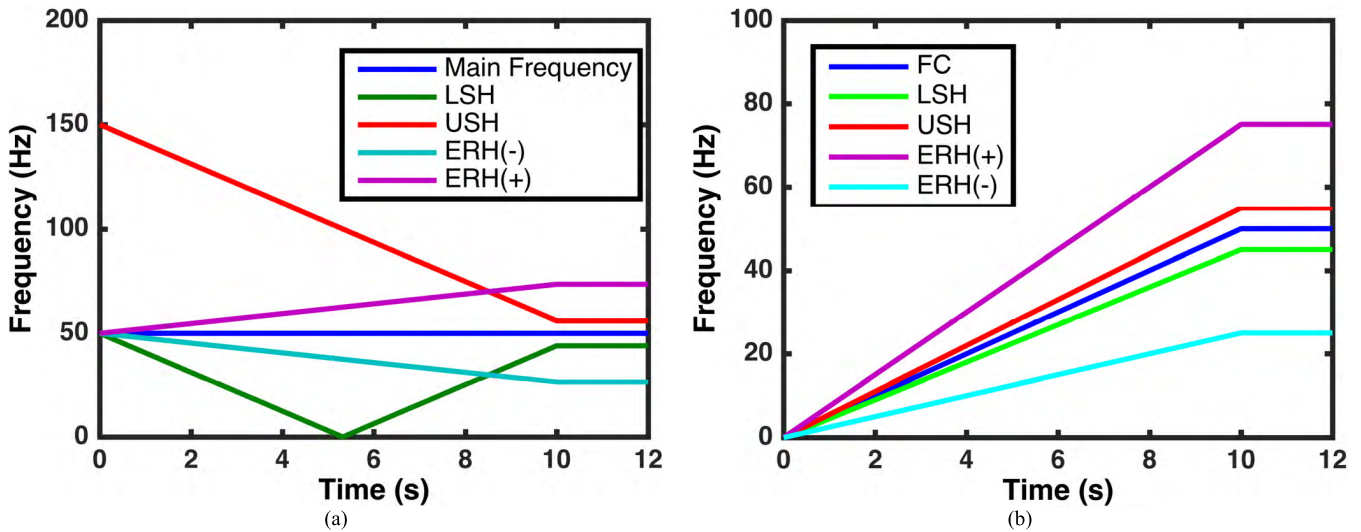 200
150
100
50
0
0 2 4 6 8 10 12
Frequency (Hz)
Time (s)
Main Frequency
LSH
USH
ERH(-)
ERH(+)
(a)
100
80
60
40
20
0
0 2 4 6 8 10 12
Frequency (Hz)
Time (s)
FC
LSH
USH
ERH(+)
ERH(-)
(b)